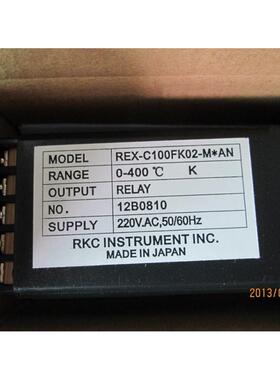 MODEL REX-C100FK02-M*AN
RANGE 0-400 ℃ K
OUTPUT RELAY
NO. 12B0810
SUPPLY 220V.AC,50/60Hz
RKC INSTRUMENT INC.
MADE IN JAPAN
2013/0